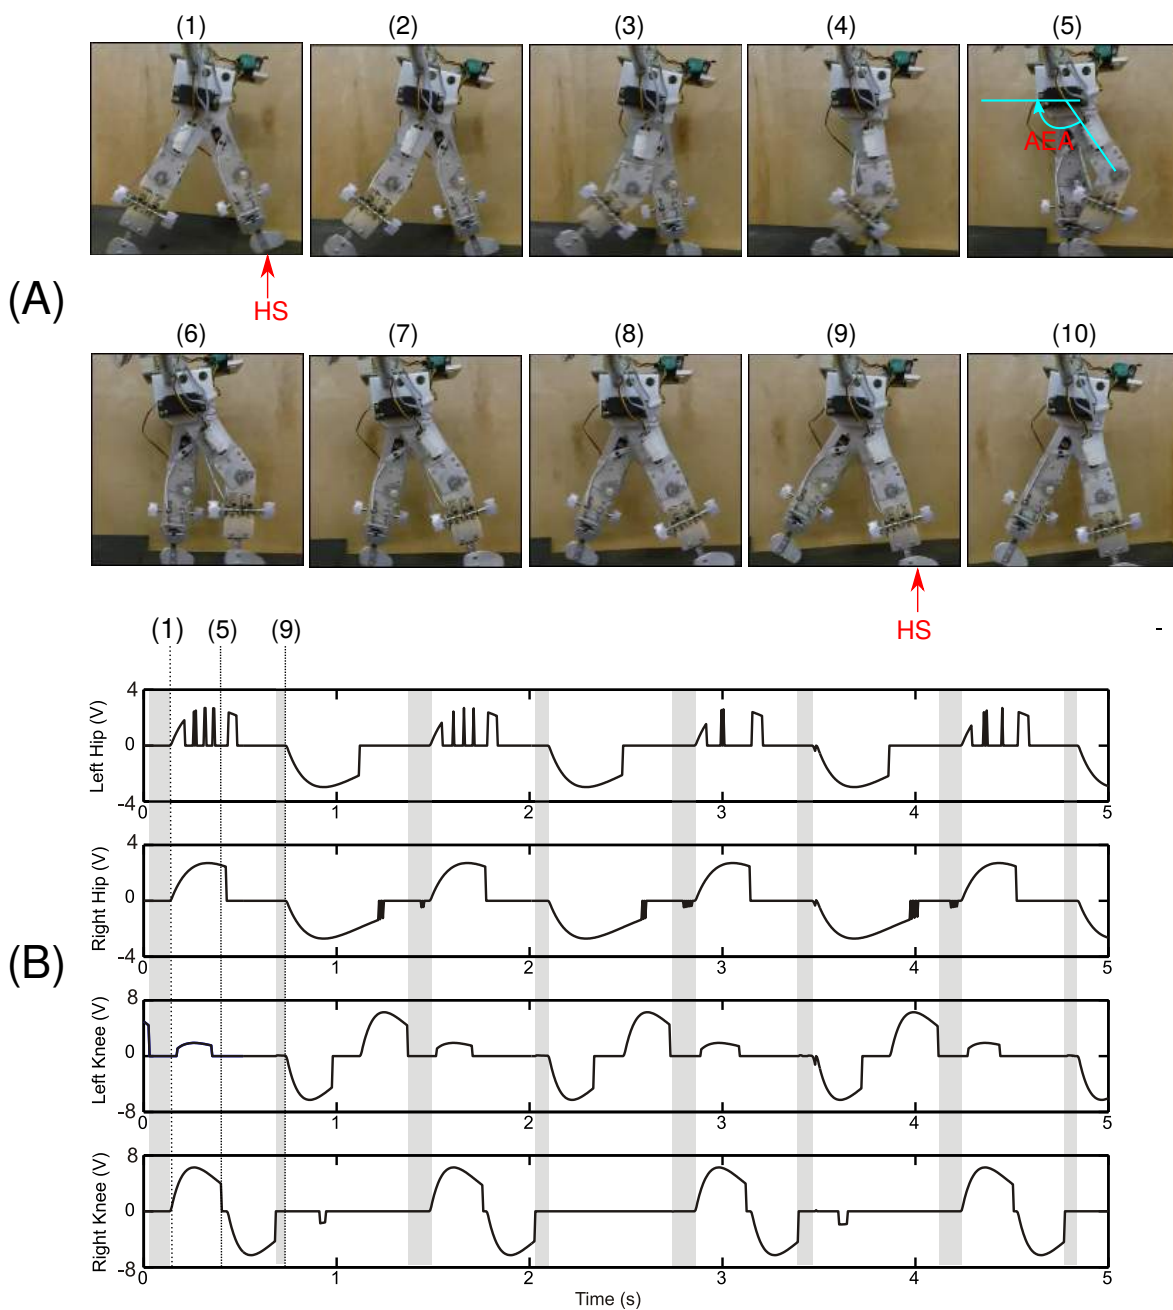 (1) (2) (3) (4) (5)
AEA
HS
(A)
(6) (7) (8) (9) (10)
HS
(1) (5) (9)
Left Hip (V)
4
0
-4
0 1 2 3 4 5
Right Hip (V)
4
0
-4
0 1 2 3 4 5
(B)
Left Knee (V)
8
0
-8
0 1 2 3 4 5
Right Knee (V)
8
0
-8
0 1 2 3 4 5
Time (s)